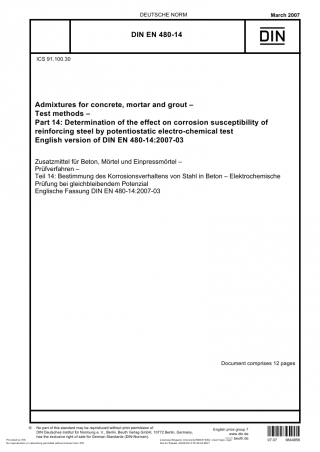 DEUTSCHE NORM
March 2007
DIN EN 480-14
DIN
ICS 91.100.30
Admixtures for concrete, mortar and grout –
Test methods –
Part 14: Determination of the effect on corrosion susceptibility of
reinforcing steel by potentiostatic electro-chemical test
English version of DIN EN 480-14:2007-03
Zusatzmittel für Beton, Mörtel und Einpressmörtel –
Prüfverfahren –
Teil 14: Bestimmung des Korrosionsverhaltens von Stahl in Beton – Elektrochemische
Prüfung bei gleichbleibendem Potenzial
Englische Fassung DIN EN 480-14:2007-03
Document comprises 12 pages
© No part of this standard may be reproduced without prior permission of
DIN Deutsches Institut für Normung e. V., Berlin. Beuth Verlag GmbH, 10772 Berlin, Germany,
has the exclusive right of sale for German Standards (DIN-Normen).
English price group 7
www.din.de
www.beuth.de